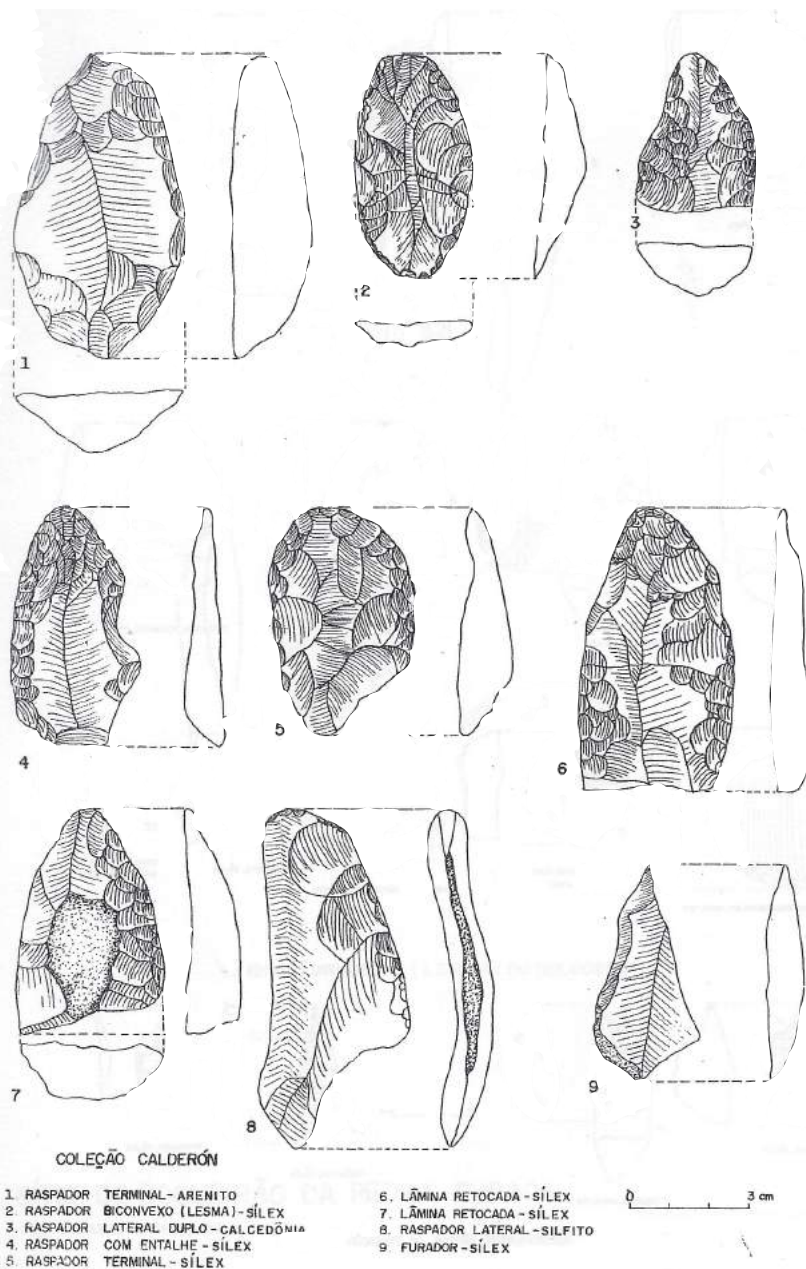 1
2
3
4
5
6
7
8
9
COLEÇÃO CALDERÓN
1. RASPADOR TERMINAL-ARENITO
2. RASPADOR BICONVEXO (LESMA)-SÍLEX
3. RASPADOR LATERAL DUPLO-CALCEDÔNIA
4. RASPADOR COM ENTALHE-SÍLEX
5. RASPADOR TERMINAL-SÍLEX
6. LÂMINA RETOCADA-SÍLEX
7. LÂMINA RETOCADA-SÍLEX
8. RASPADOR LATERAL-SILFITO
9. FURADOR-SÍLEX
0 3 cm